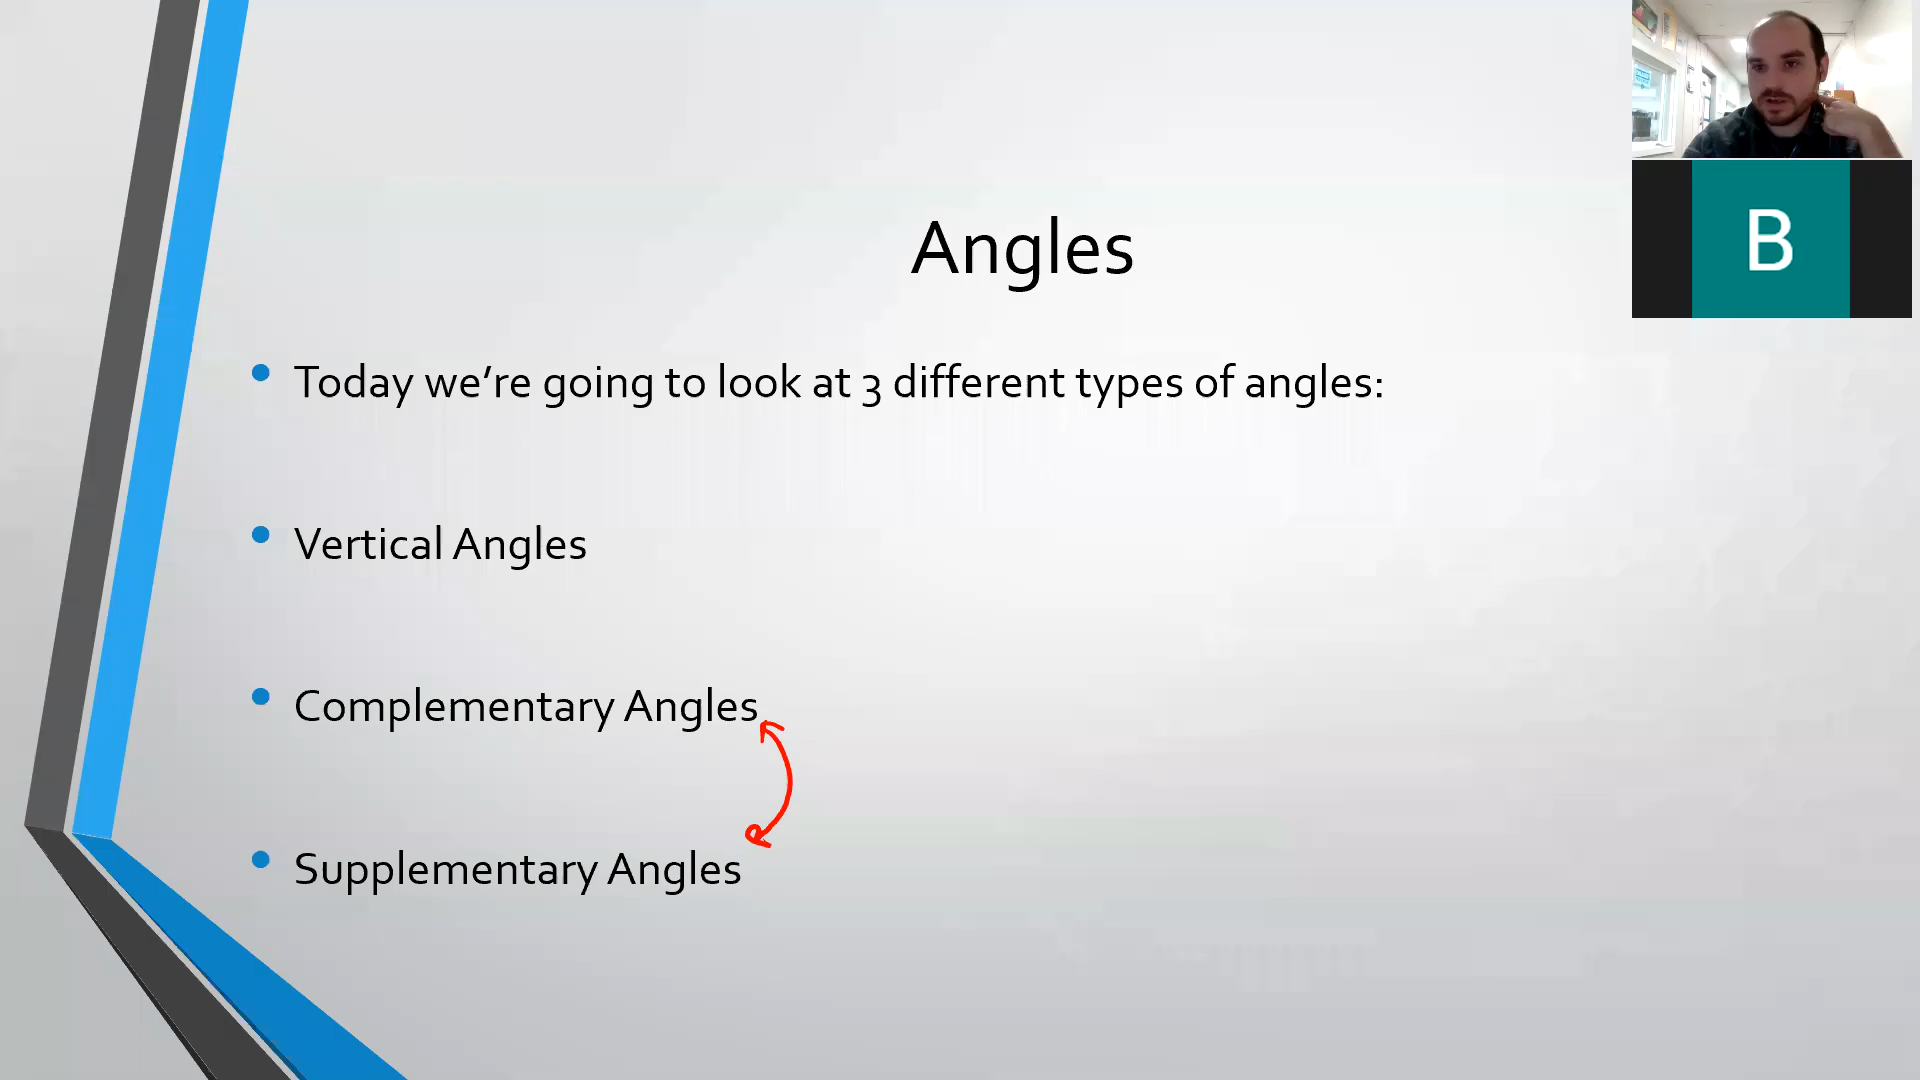 Angles
Today we’re going to look at 3 different types of angles:
Vertical Angles
Complementary Angles
Supplementary Angles
B